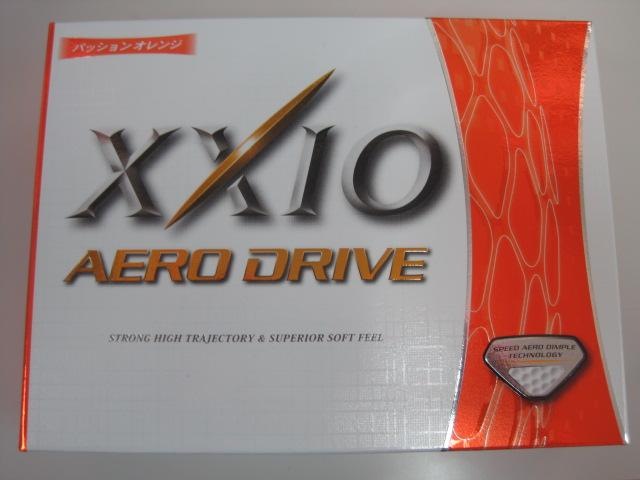 パッションオレンジ
XXIO
AERO DRIVE
STRONG HIGH TRAJECTORY & SUPERIOR SOFT FEEL
SPEED AERO DIMPLE
TECHNOLOGY